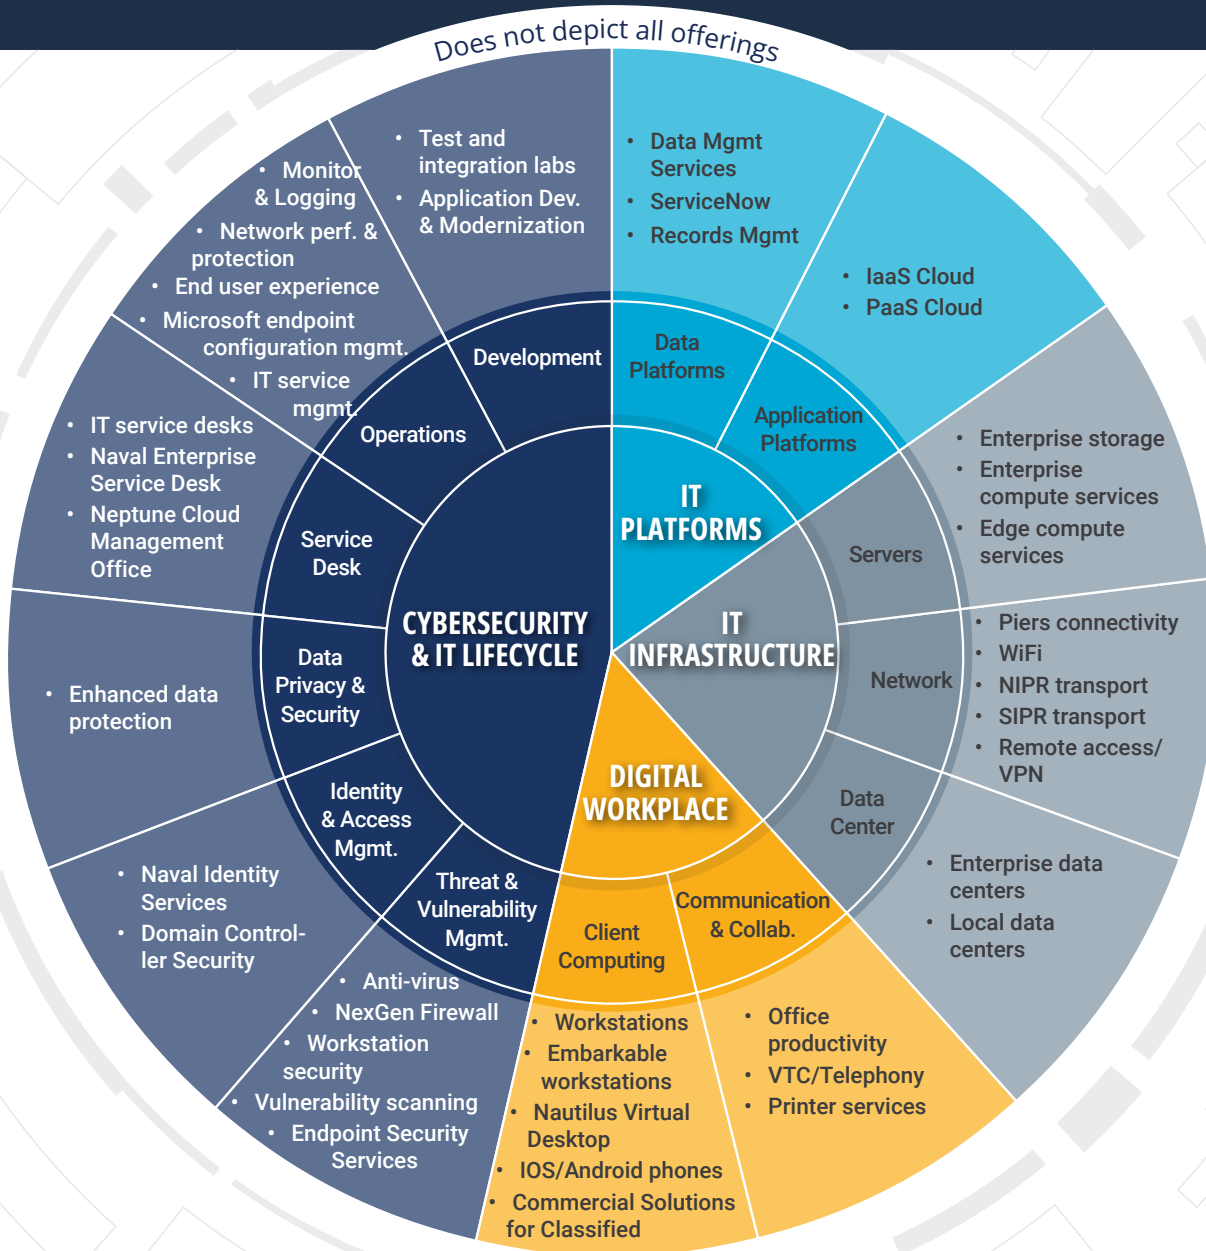 Does not depict all offerings
• Test and
integration labs
• Application Dev.
& Modernization
• Data Mgmt
Services
• ServiceNow
• Records Mgmt
• Monitor
& Logging
• Network perf. &
protection
• End user experience
• Microsoft endpoint
configuration mgmt.
• IT service
mgmt.
• IaaS Cloud
• PaaS Cloud
Development
Data
Platforms
Operations
Application
Platforms
• IT service desks
• Naval Enterprise
Service Desk
• Neptune Cloud
Management
Office
• Enterprise storage
• Enterprise
compute services
• Edge compute
services
IT
PLATFORMS
Service
Desk
Servers
CYBERSECURITY
& IT LIFECYCLE
IT
INFRASTRUCTURE
• Piers connectivity
• WiFi
• NIPR transport
• SIPR transport
• Remote access/
VPN
Data
Privacy &
Security
Network
• Enhanced data
protection
DIGITAL
WORKPLACE
Identity
& Access
Mgmt.
Data
Center
• Naval Identity
Services
• Domain Control-
ler Security
Threat &
Vulnerability
Mgmt.
Client
Computing
Communication
& Collab.
• Enterprise data
centers
• Local data
centers
• Anti-virus
• NexGen Firewall
• Workstation
security
• Vulnerability scanning
• Endpoint Security
Services
• Workstations
• Embarkable
workstations
• Nautilus Virtual
Desktop
• IOS/Android phones
• Commercial Solutions
for Classified
• Office
productivity
• VTC/Telephony
• Printer services